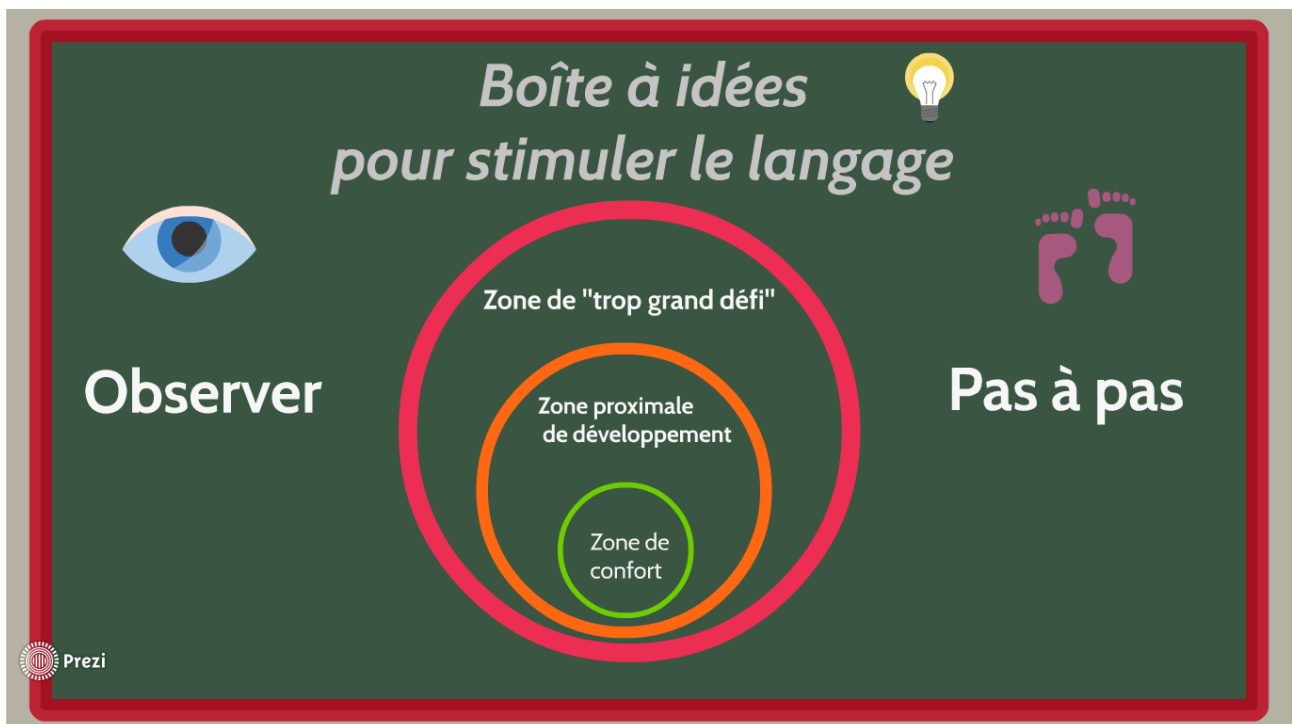 Boîte à idées
pour stimuler le langage
Observer
Zone de "trop grand défi"
Zone proximale
de développement
Zone de
confort
Pas à pas
Prezi